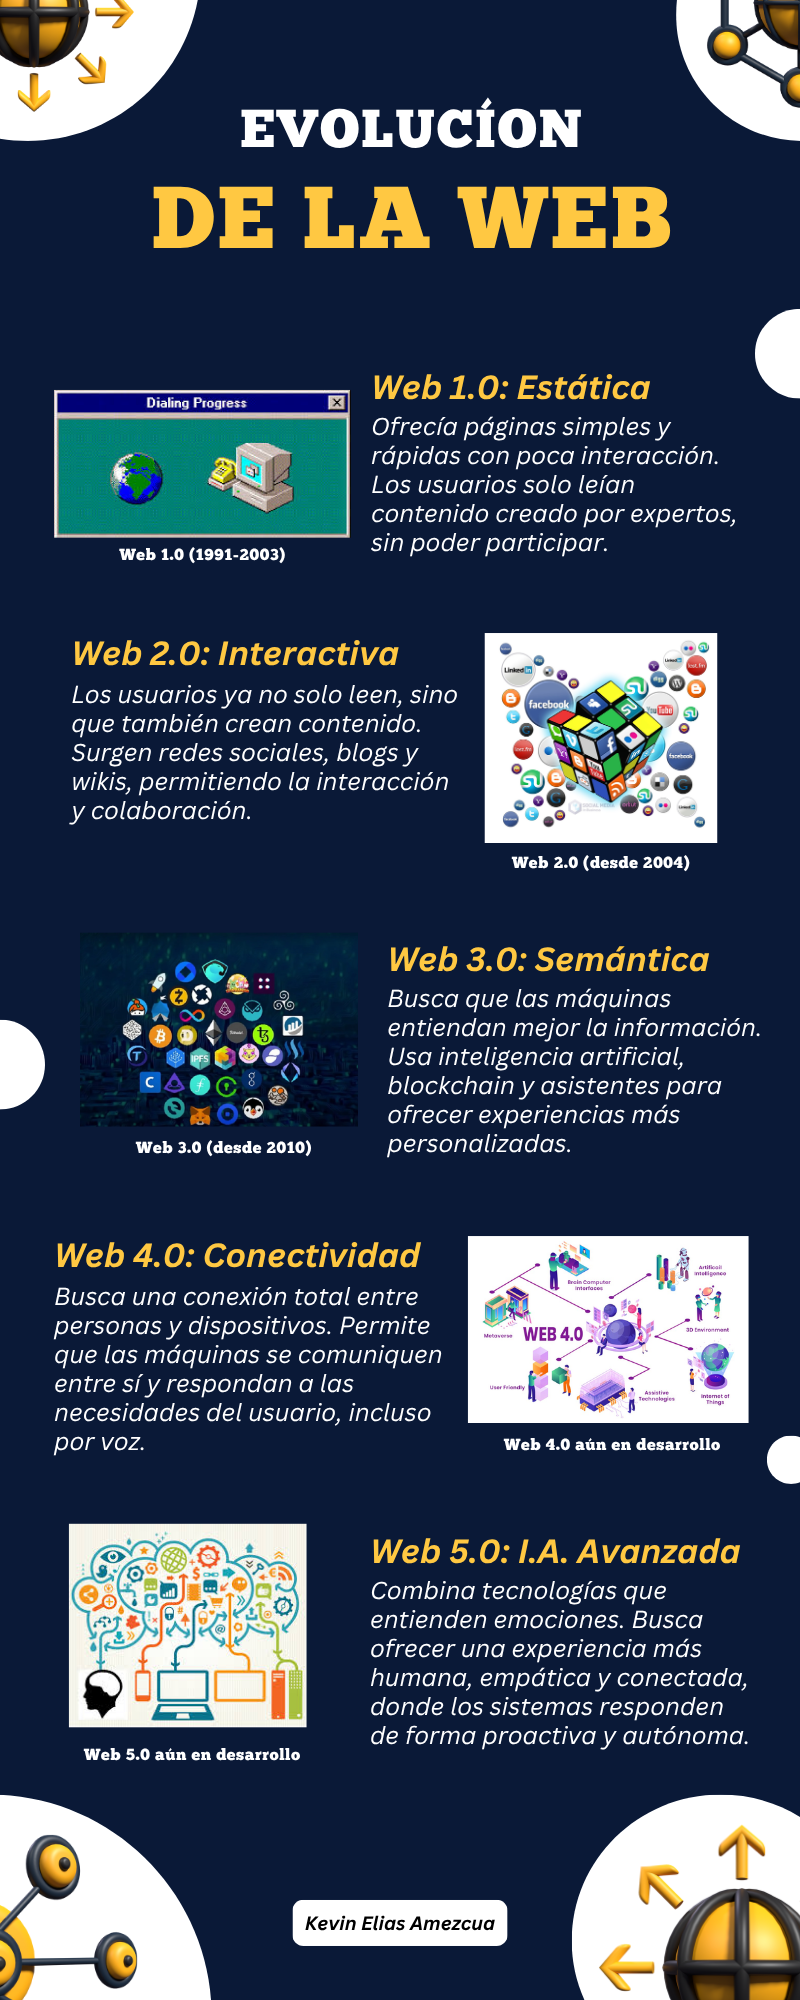 EVOLUCÍON
DE LA WEB
Dialing Progress
Web 1.0 (1991-2003)
Web 1.0: Estática
Ofrecía páginas simples y
rápidas con poca interacción.
Los usuarios solo leían
contenido creado por expertos,
sin poder participar.
Web 2.0: Interactiva
Los usuarios ya no solo leen, sino
que también crean contenido.
Surgen redes sociales, blogs y
wikis, permitiendo la interacción
y colaboración.
LinkedIn
facebook
YouTube
facebook
Web 2.0 (desde 2004)
IPFS
Web 3.0 (desde 2010)
Web 3.0: Semántica
Busca que las máquinas
entiendan mejor la información.
Usa inteligencia artificial,
blockchain y asistentes para
ofrecer experiencias más
personalizadas.
Web 4.0: Conectividad
Busca una conexión total entre
personas y dispositivos. Permite
que las máquinas se comuniquen
entre sí y respondan a las
necesidades del usuario, incluso
por voz.
Brain Computer
Interfaces
Artificail
Intelligence
Metaverse
WEB 4.0
3D Environment
User Friendly
Assistive
Technologies
Internet of
Things
Web 4.0 aún en desarrollo
Web 5.0 aún en desarrollo
Web 5.0: I.A. Avanzada
Combina tecnologías que
entienden emociones. Busca
ofrecer una experiencia más
humana, empática y conectada,
donde los sistemas responden
de forma proactiva y autónoma.
Kevin Elias Amezcua